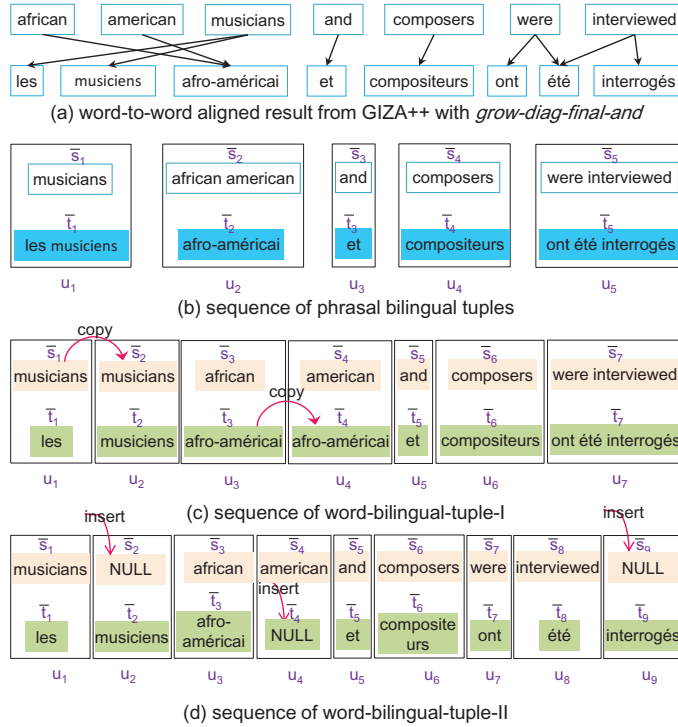 african american musicians and composers were interviewed
les musiciens afro-américai et compositeurs ont été interrogés
(a) word-to-word aligned result from GIZA++ with grow-diag-final-and
s̅₁ s̅₂ s̅₃ s̅₄ s̅₅
musicians african american and composers were interviewed
t̅₁ t̅₂ t̅₃ t̅₄ t̅₅
les musiciens afro-américai et compositeurs ont été interrogés
u₁ u₂ u₃ u₄ u₅
(b) sequence of phrasal bilingual tuples
copy
s̅₁ s̅₂ s̅₃ s̅₄ s̅₅ s̅₆ s̅₇
musicians musicians african american and composers were interviewed
copy
t̅₁ t̅₂ t̅₃ t̅₄ t̅₅ t̅₆ t̅₇
les musiciens afro-américai afro-américai et compositeurs ont été interrogés
u₁ u₂ u₃ u₄ u₅ u₆ u₇
(c) sequence of word-bilingual-tuple-I
insert insert
s̅₁ s̅₂ s̅₃ s̅₄ s̅₅ s̅₆ s̅₇ s̅₈ s̅₉
musicians NULL african american and composers were interviewed NULL
insert
t̅₁ t̅₂ t̅₃ t̅₄ t̅₅ t̅₆ t̅₇ t̅₈ t̅₉
les musiciens afro-américai NULL et compositeurs ont été interrogés
u₁ u₂ u₃ u₄ u₅ u₆ u₇ u₈ u₉
(d) sequence of word-bilingual-tuple-II